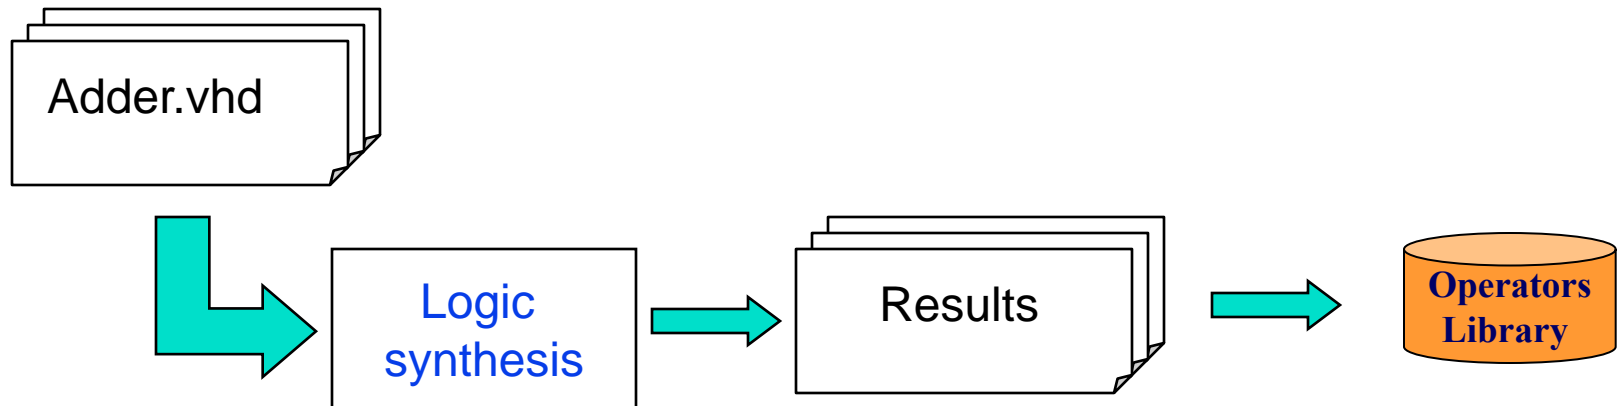 Adder.vhd
Logic
synthesis
Results
Operators
Library